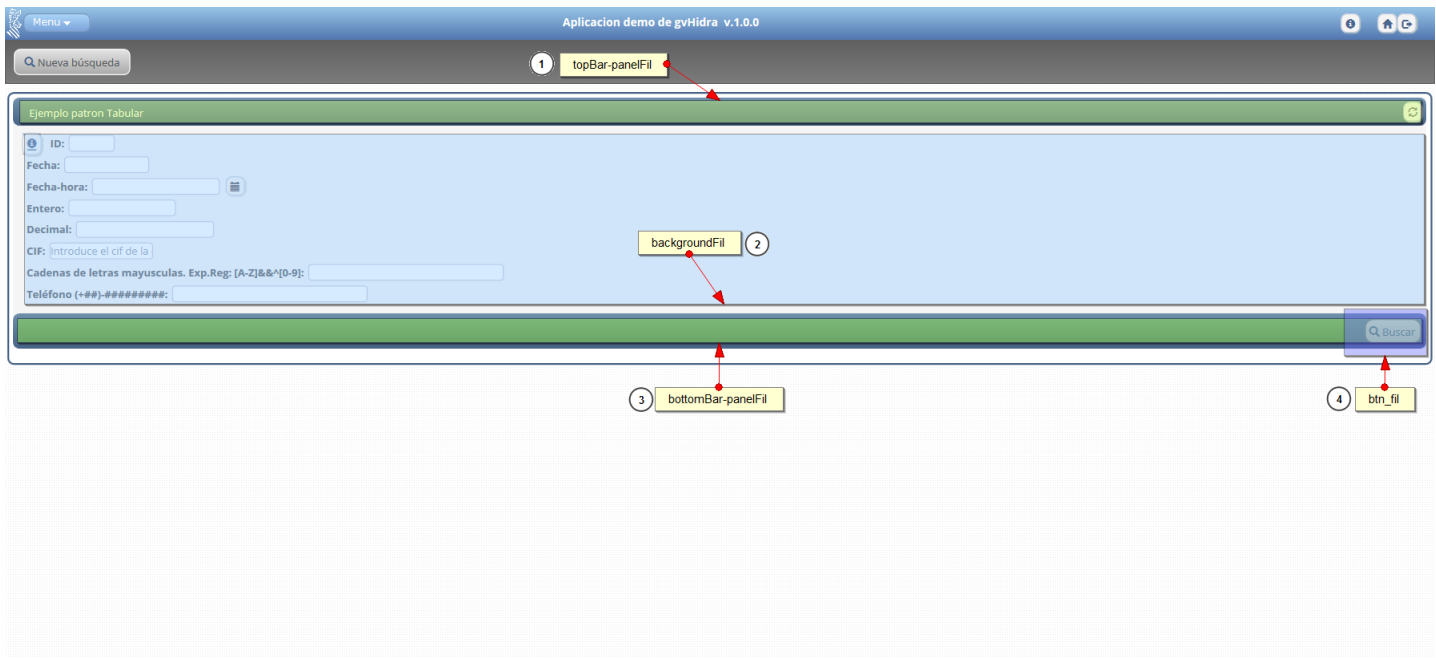 Menu
Aplicacion demo de gvHidra v.1.0.0
Nueva búsqueda
1
topBar-panelFil
Ejemplo patron Tabular
ID:
Fecha:
Fecha-hora:
Entero:
Decimal:
CIF: Introduce el cif de la
Cadenas de letras mayusculas. Exp.Reg: [A-Z]&&^[0-9]:
Teléfono (+##)-#########:
backgroundFil
2
Buscar
3
bottomBar-panelFil
4
btn_fil